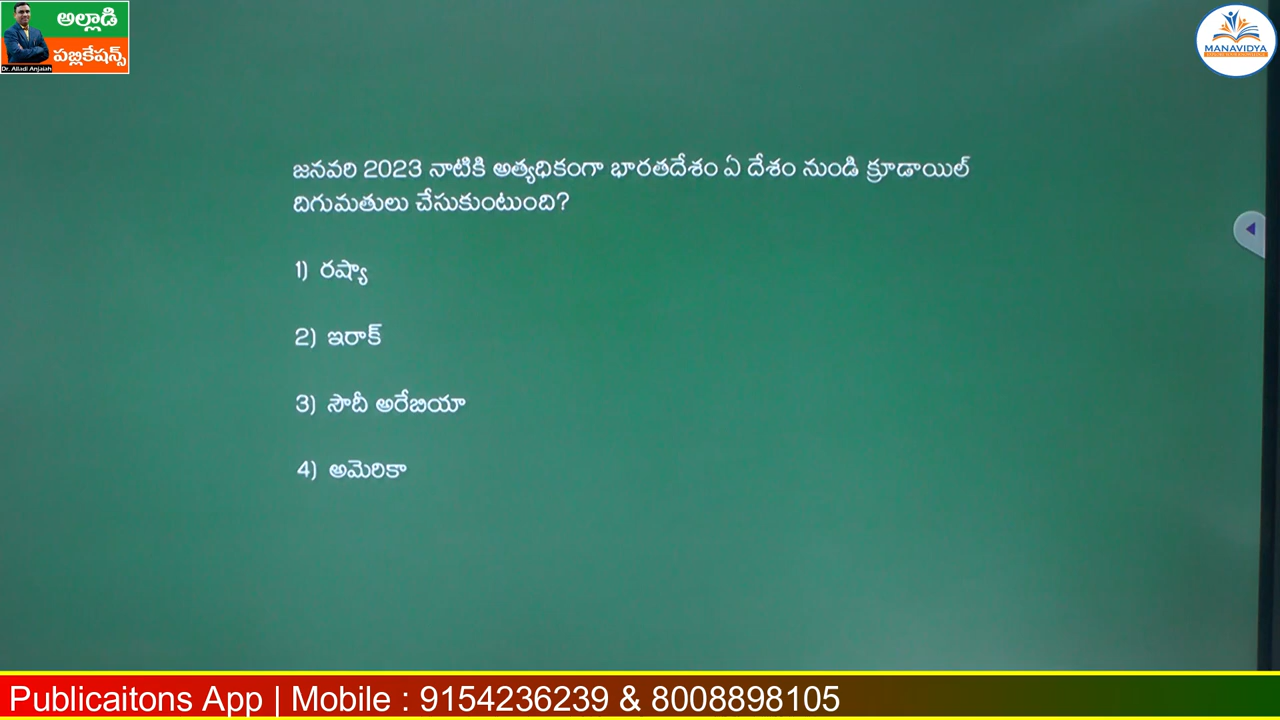 అల్లాడి
పబ్లికేషన్స్
Dr. Alladi Anjaiah
MANAVIDYA
జనవరి 2023 నాటికి అత్యధికంగా భారతదేశం ఏ దేశం నుండి క్రూడాయిల్
దిగుమతులు చేసుకుంటుంది?
1) రష్యా
2) ఇరాక్
3) సౌదీ అరేబియా
4) అమెరికా
Publicaitons App | Mobile : 9154236239 & 8008898105